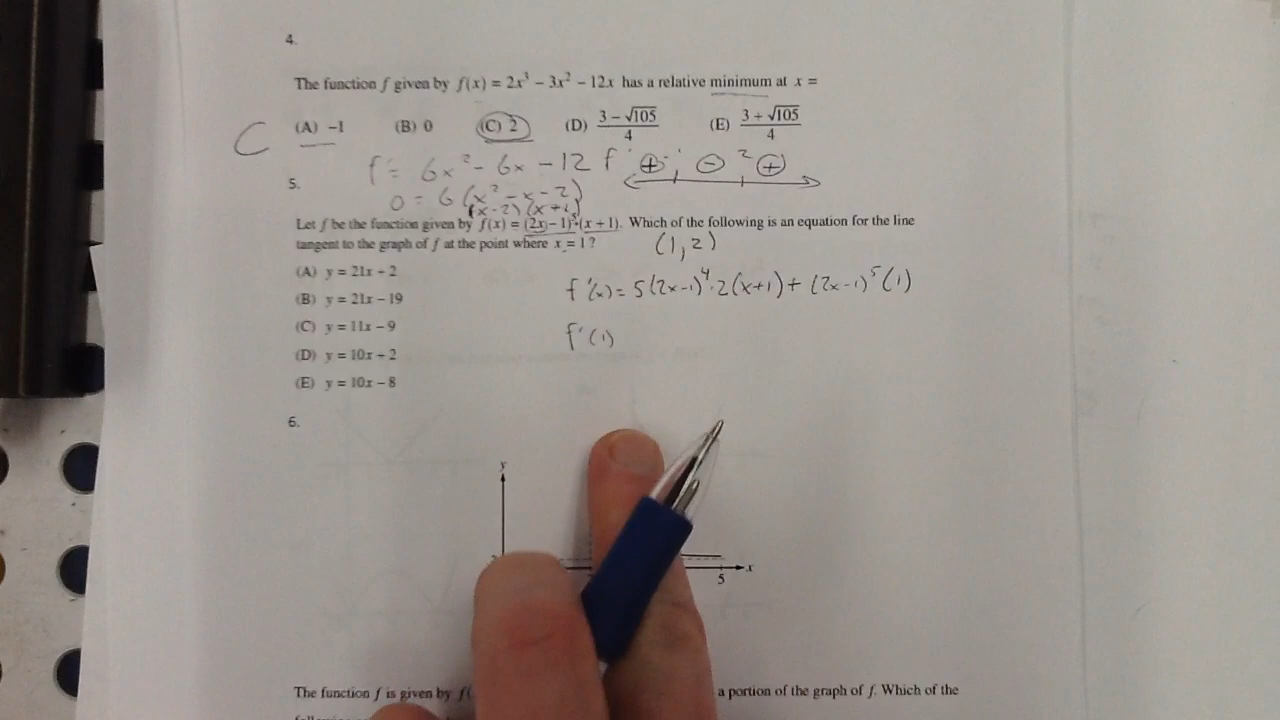 4.
The function f given by f(x) = 2x³ − 3x² − 12x has a relative minimum at x =
C
(A) −1 (B) 0 (C) 2 (D) (3 − √105)/4 (E) (3 + √105)/4
f' = 6x² − 6x − 12 f' + -1 − 2 +
5.
0 = 6(x² − x − 2)
(x−2)(x+1)
Let f be the function given by f(x) = (2x − 1)⁵(x + 1). Which of the following is an equation for the line
tangent to the graph of f at the point where x = 1?
(1,2)
(A) y = 21x + 2
f'(x) = 5(2x−1)⁴·2(x+1) + (2x−1)⁵(1)
(B) y = 21x − 19
(C) y = 11x − 9
f'(1)
(D) y = 10x + 2
(E) y = 10x − 8
6.
y
x
5
The function f is given by f( a portion of the graph of f. Which of the